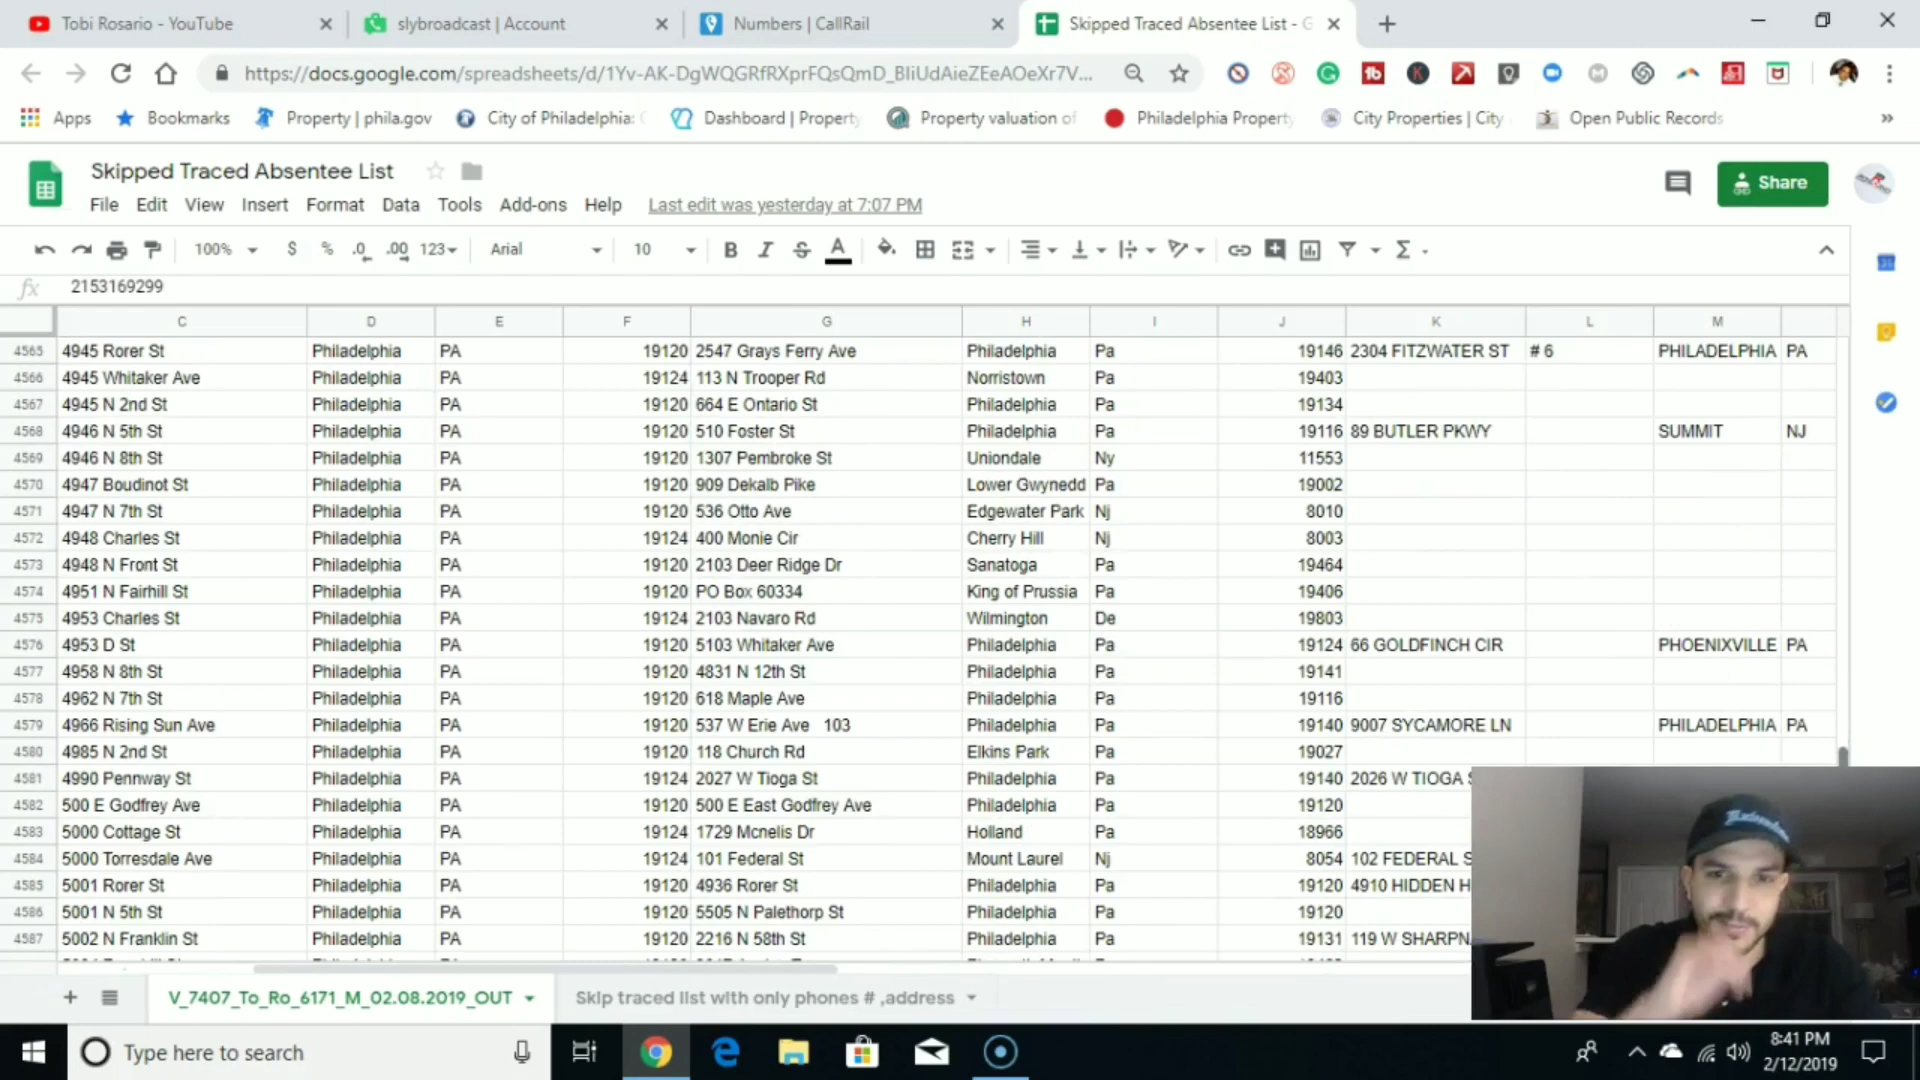 Tobi Rosario - YouTube slybroadcast | Account Numbers | CallRail Skipped Traced Absentee List - G
https://docs.google.com/spreadsheets/d/1Yv-AK-DgWQGRfRXprFQsQmD_BIiUdAieZEeAOeXr7V...
Apps Bookmarks Property | phila.gov City of Philadelphia: Dashboard | Property Property valuation of Philadelphia Property City Properties | City Open Public Records »
Skipped Traced Absentee List
Share
File Edit View Insert Format Data Tools Add-ons Help Last edit was yesterday at 7:07 PM
100% $ % .0 .00 123 Arial 10 B I S A Σ
fx 2153169299
C D E F G H I J K L M
4565 4945 Rorer St Philadelphia PA 19120 2547 Grays Ferry Ave Philadelphia Pa 19146 2304 FITZWATER ST # 6 PHILADELPHIA PA
4566 4945 Whitaker Ave Philadelphia PA 19124 113 N Trooper Rd Norristown Pa 19403
4567 4945 N 2nd St Philadelphia PA 19120 664 E Ontario St Philadelphia Pa 19134
4568 4946 N 5th St Philadelphia PA 19120 510 Foster St Philadelphia Pa 19116 89 BUTLER PKWY SUMMIT NJ
4569 4946 N 8th St Philadelphia PA 19120 1307 Pembroke St Uniondale Ny 11553
4570 4947 Boudinot St Philadelphia PA 19120 909 Dekalb Pike Lower Gwynedd Pa 19002
4571 4947 N 7th St Philadelphia PA 19120 536 Otto Ave Edgewater Park Nj 8010
4572 4948 Charles St Philadelphia PA 19124 400 Monie Cir Cherry Hill Nj 8003
4573 4948 N Front St Philadelphia PA 19120 2103 Deer Ridge Dr Sanatoga Pa 19464
4574 4951 N Fairhill St Philadelphia PA 19120 PO Box 60334 King of Prussia Pa 19406
4575 4953 Charles St Philadelphia PA 19124 2103 Navaro Rd Wilmington De 19803
4576 4953 D St Philadelphia PA 19120 5103 Whitaker Ave Philadelphia Pa 19124 66 GOLDFINCH CIR PHOENIXVILLE PA
4577 4958 N 8th St Philadelphia PA 19120 4831 N 12th St Philadelphia Pa 19141
4578 4962 N 7th St Philadelphia PA 19120 618 Maple Ave Philadelphia Pa 19116
4579 4966 Rising Sun Ave Philadelphia PA 19120 537 W Erie Ave 103 Philadelphia Pa 19140 9007 SYCAMORE LN PHILADELPHIA PA
4580 4985 N 2nd St Philadelphia PA 19120 118 Church Rd Elkins Park Pa 19027
4581 4990 Pennway St Philadelphia PA 19124 2027 W Tioga St Philadelphia Pa 19140 2026 W TIOGA S
4582 500 E Godfrey Ave Philadelphia PA 19120 500 E East Godfrey Ave Philadelphia Pa 19120
4583 5000 Cottage St Philadelphia PA 19124 1729 Mcnelis Dr Holland Pa 18966
4584 5000 Torresdale Ave Philadelphia PA 19124 101 Federal St Mount Laurel Nj 8054 102 FEDERAL S
4585 5001 Rorer St Philadelphia PA 19120 4936 Rorer St Philadelphia Pa 19120 4910 HIDDEN H
4586 5001 N 5th St Philadelphia PA 19120 5505 N Palethorp St Philadelphia Pa 19120
4587 5002 N Franklin St Philadelphia PA 19120 2216 N 58th St Philadelphia Pa 19131 119 W SHARPN
V_7407_To_Ro_6171_M_02.08.2019_OUT Skip traced list with only phones # ,address
Type here to search
8:41 PM
2/12/2019